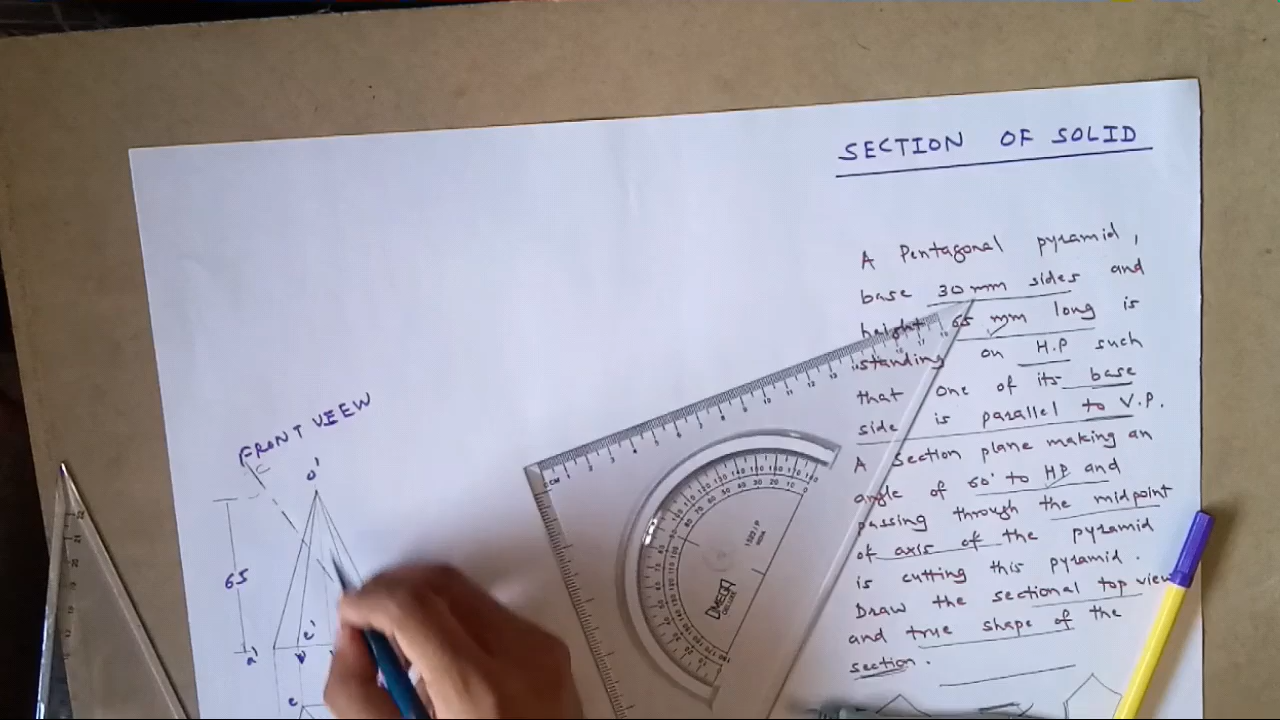 SECTION OF SOLID
A Pentagonal pyramid,
base 30 mm sides and
height 65 mm long is
standing on H.P such
that one of its base
side is parallel to V.P.
A section plane making an
angle of 60° to HP and
passing through the midpoint
of axis of the pyramid
is cutting this pyramid.
Draw the sectional top view
and true shape of the
section.
FRONT VIEW
o'
65
a'
e'
e
OMEGA